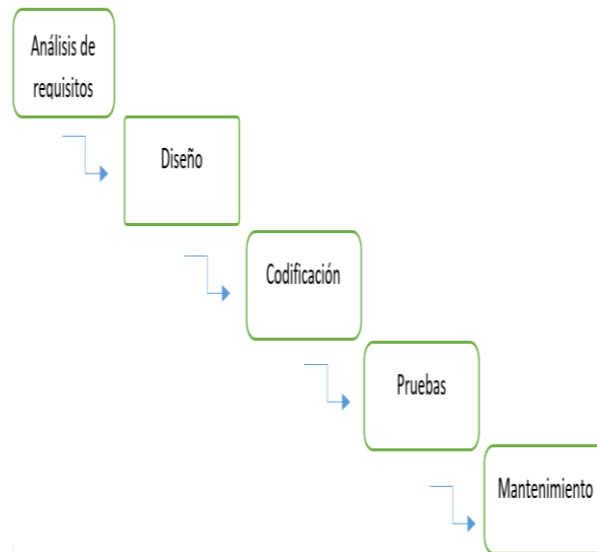 Análisis de
requisitos
Diseño
Codificación
Pruebas
Mantenimiento